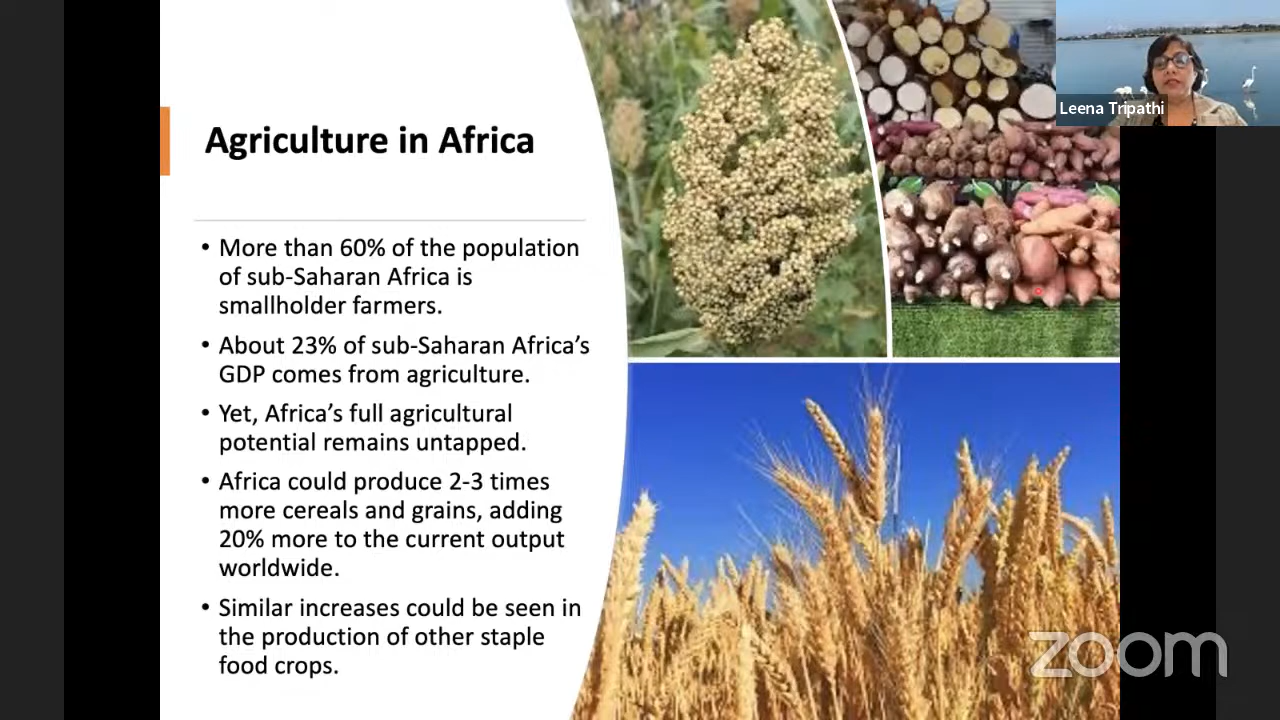 Agriculture in Africa
• More than 60% of the population
of sub-Saharan Africa is
smallholder farmers.
• About 23% of sub-Saharan Africa's
GDP comes from agriculture.
• Yet, Africa's full agricultural
potential remains untapped.
• Africa could produce 2-3 times
more cereals and grains, adding
20% more to the current output
worldwide.
• Similar increases could be seen in
the production of other staple
food crops.
Leena Tripathi
zoom